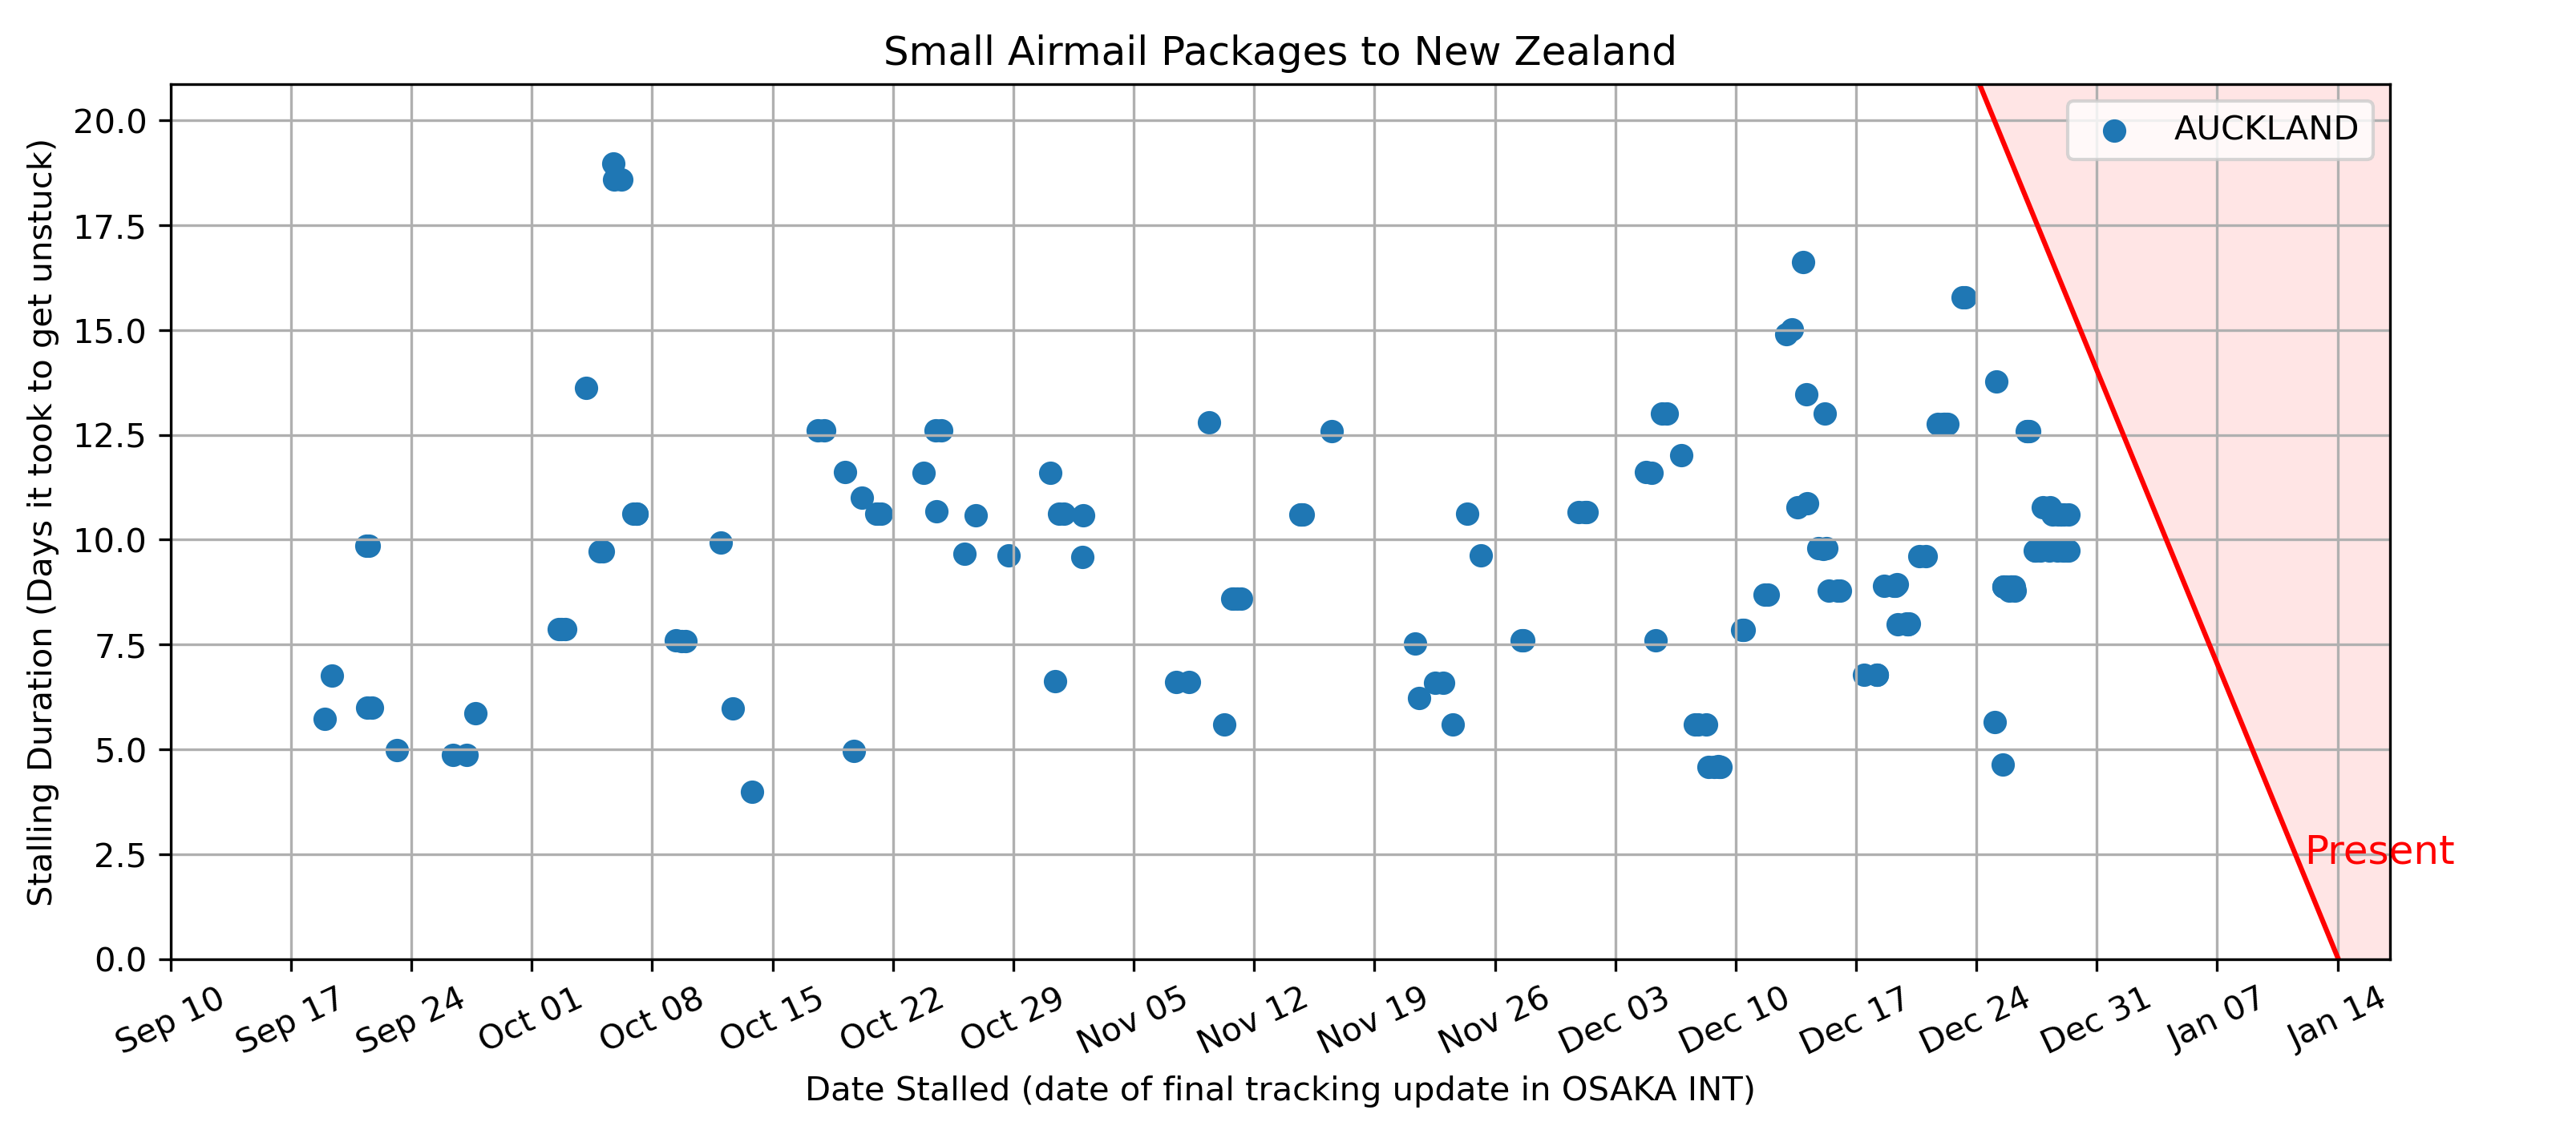 Small Airmail Packages to New Zealand
AUCKLAND
Stalling Duration (Days it took to get unstuck)
20.0
17.5
15.0
12.5
10.0
7.5
5.0
2.5
0.0
Present
Sep 10 Sep 17 Sep 24 Oct 01 Oct 08 Oct 15 Oct 22 Oct 29 Nov 05 Nov 12 Nov 19 Nov 26 Dec 03 Dec 10 Dec 17 Dec 24 Dec 31 Jan 07 Jan 14
Date Stalled (date of final tracking update in OSAKA INT)